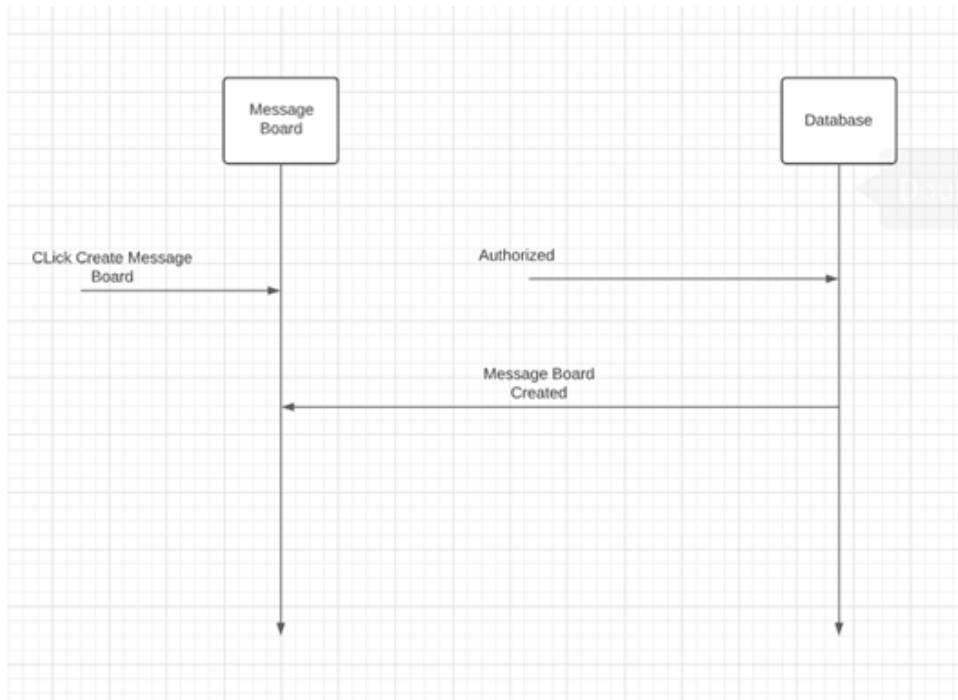 Message
Board
Database
CLick Create Message
Board
Authorized
Message Board
Created